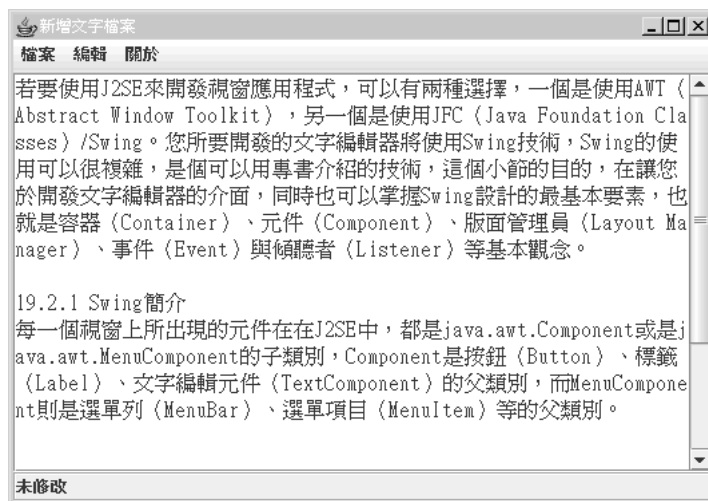 新增文字檔案
檔案 編輯 關於
若要使用J2SE來開發視窗應用程式，可以有兩種選擇，一個是使用AWT（
Abstract Window Toolkit），另一個是使用JFC（Java Foundation Cla
sses）/Swing。您所要開發的文字編輯器將使用Swing技術，Swing的使
用可以很複雜，是個可以用專書介紹的技術，這個小節的目的，在讓您
於開發文字編輯器的介面，同時也可以掌握Swing設計的最基本要素，也
就是容器（Container）、元件（Component）、版面管理員（Layout Ma
nager）、事件（Event）與傾聽者（Listener）等基本觀念。
19.2.1 Swing簡介
每一個視窗上所出現的元件在在J2SE中，都是java.awt.Component或是j
ava.awt.MenuComponent的子類別，Component是按鈕（Button）、標籤
（Label）、文字編輯元件（TextComponent）的父類別，而MenuCompone
nt則是選單列（MenuBar）、選單項目（MenuItem）等的父類別。
未修改